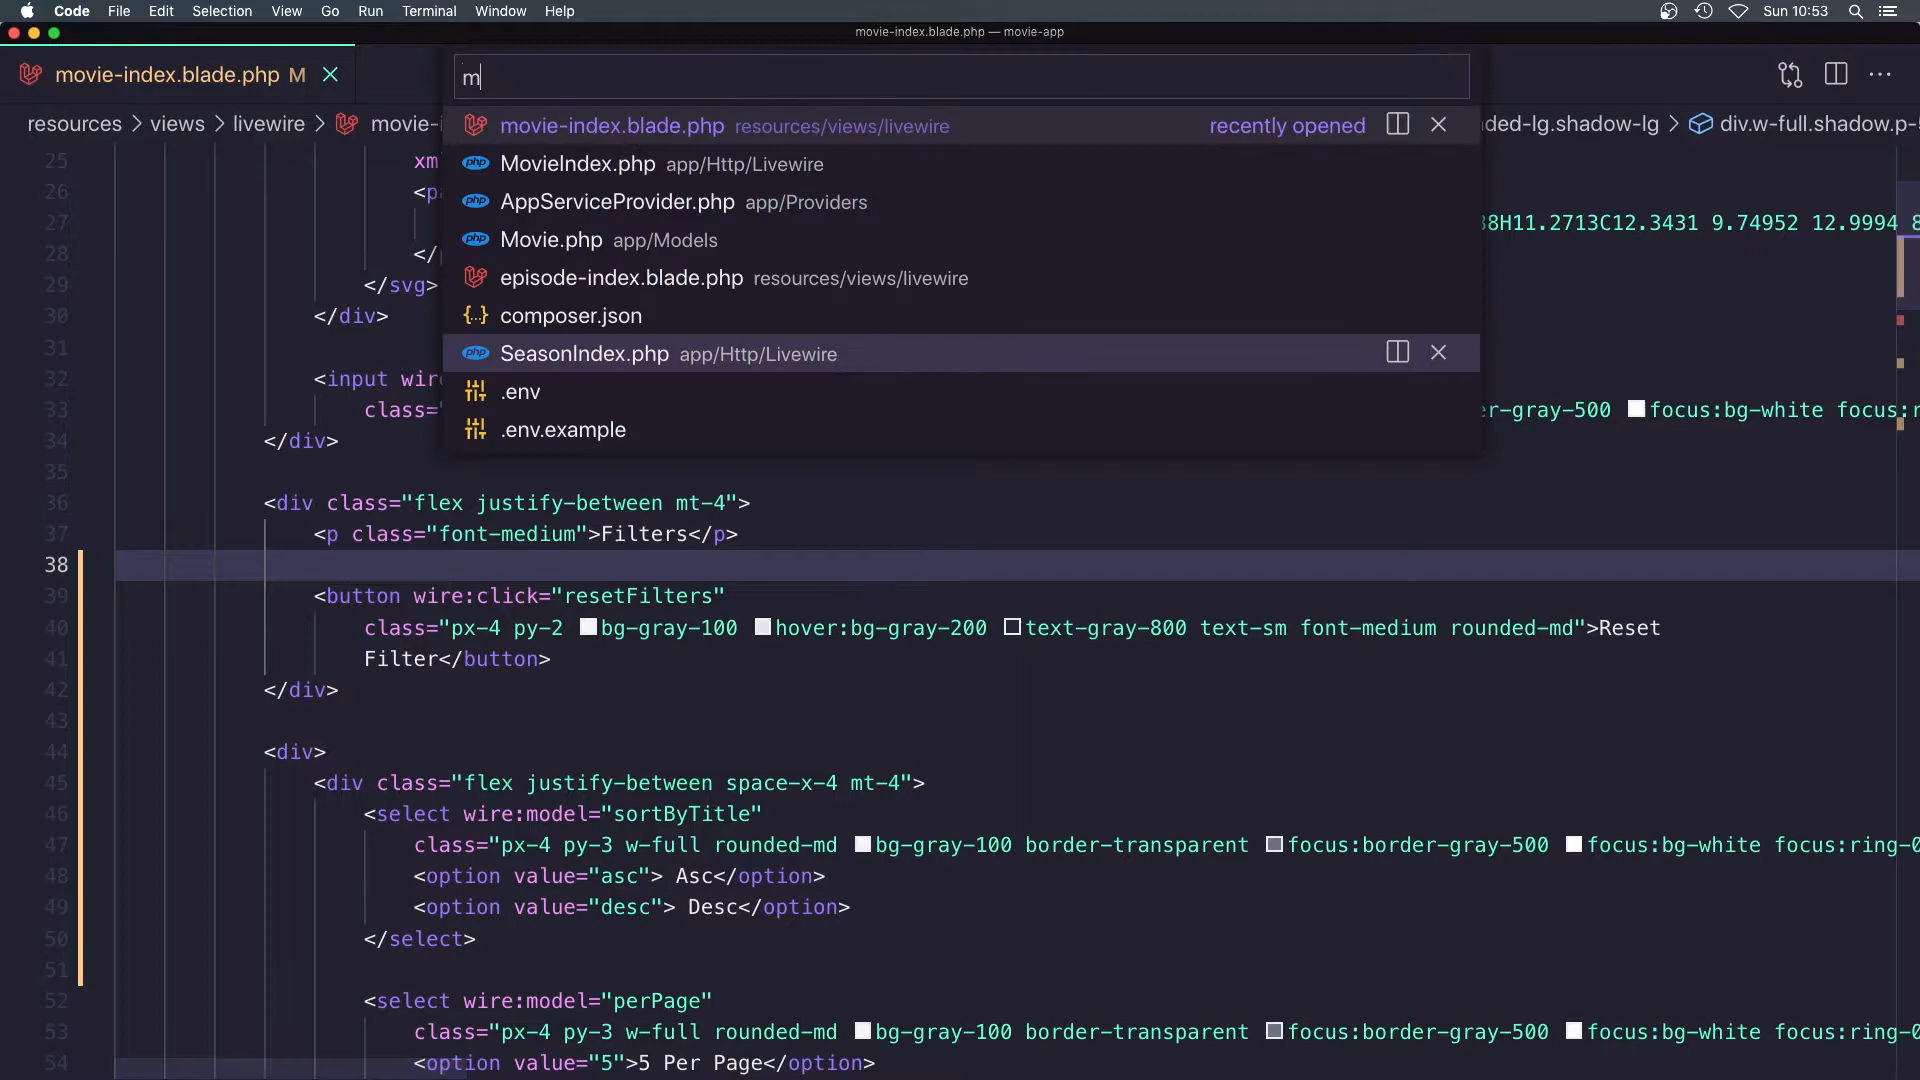 Code File Edit Selection View Go Run Terminal Window Help Sun 10:53
movie-index.blade.php — movie-app
movie-index.blade.php M
m
resources > views > livewire > movie-i ded-lg.shadow-lg > div.w-full.shadow.p-5
movie-index.blade.php resources/views/livewire recently opened
MovieIndex.php app/Http/Livewire
AppServiceProvider.php app/Providers
Movie.php app/Models
episode-index.blade.php resources/views/livewire
composer.json
SeasonIndex.php app/Http/Livewire
.env
.env.example
25 xm
26 <pa
27 38H11.2713C12.3431 9.74952 12.9994 8
28 </
29 </svg>
30 </div>
31
32 <input wire
33 class=" er-gray-500 focus:bg-white focus:r
34 </div>
35
36 <div class="flex justify-between mt-4">
37 <p class="font-medium">Filters</p>
38
39 <button wire:click="resetFilters"
40 class="px-4 py-2 bg-gray-100 hover:bg-gray-200 text-gray-800 text-sm font-medium rounded-md">Reset
41 Filter</button>
42 </div>
43
44 <div>
45 <div class="flex justify-between space-x-4 mt-4">
46 <select wire:model="sortByTitle"
47 class="px-4 py-3 w-full rounded-md bg-gray-100 border-transparent focus:border-gray-500 focus:bg-white focus:ring-0
48 <option value="asc"> Asc</option>
49 <option value="desc"> Desc</option>
50 </select>
51
52 <select wire:model="perPage"
53 class="px-4 py-3 w-full rounded-md bg-gray-100 border-transparent focus:border-gray-500 focus:bg-white focus:ring-0
54 <option value="5">5 Per Page</option>